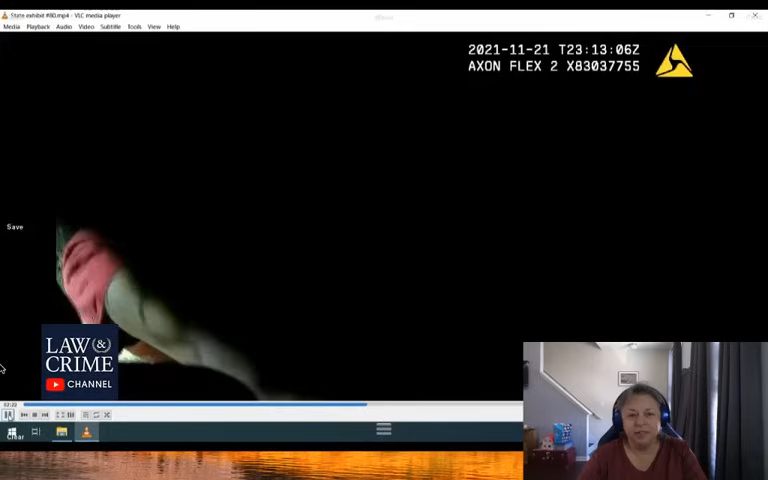 State exhibit #80.mp4 - VLC media player
Media Playback Audio Video Subtitle Tools View Help
2021-11-21 T23:13:06Z
AXON FLEX 2 X83037755
Save
LAW &
CRIME
CHANNEL
Clear